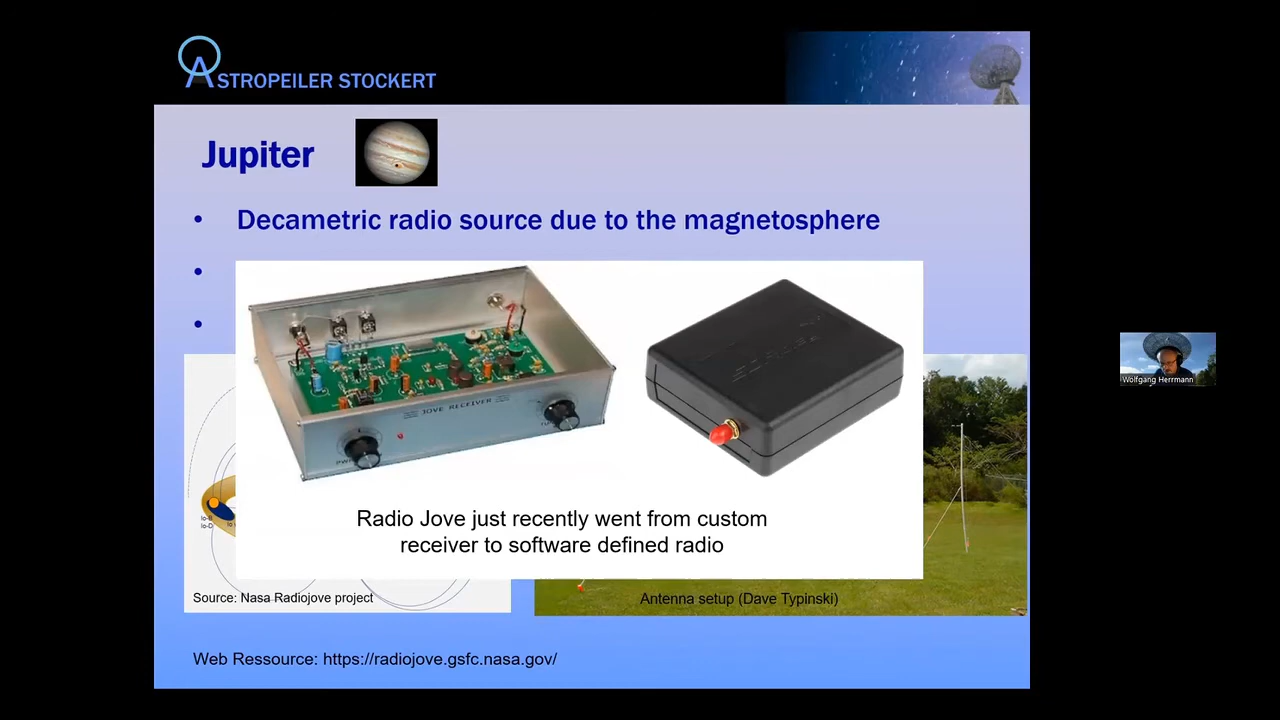 ASTROPEILER STOCKERT
Jupiter
• Decametric radio source due to the magnetosphere
•
•
JOVE RECEIVER
Radio Jove just recently went from custom
receiver to software defined radio
Source: Nasa Radiojove project
Antenna setup (Dave Typinski)
Web Ressource: https://radiojove.gsfc.nasa.gov/
Wolfgang Herrmann